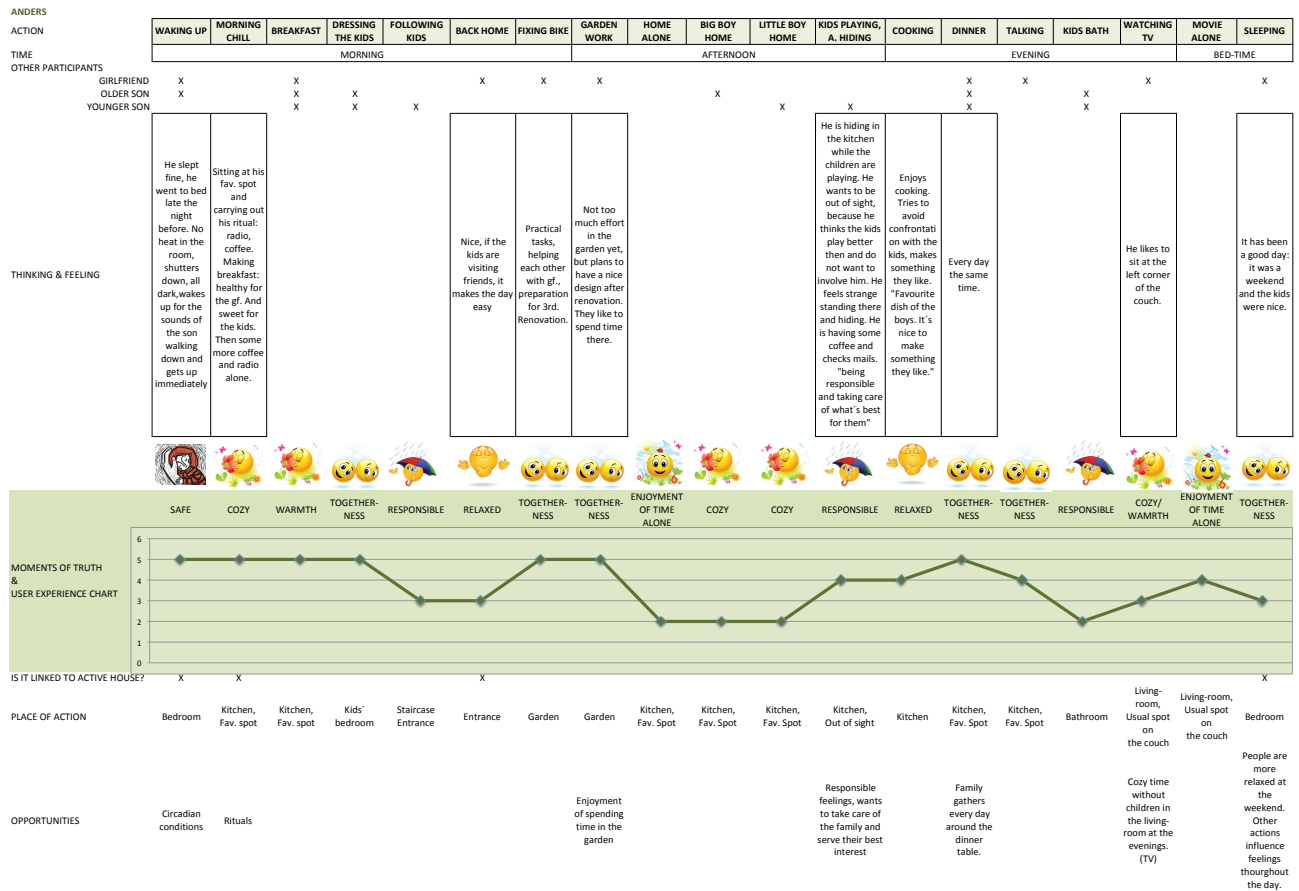 ANDERS
ACTION
WAKING UP
MORNING
CHILL
BREAKFAST
DRESSING
THE KIDS
FOLLOWING
KIDS
BACK HOME
FIXING BIKE
GARDEN
WORK
HOME
ALONE
BIG BOY
HOME
LITTLE BOY
HOME
KIDS PLAYING,
A. HIDING
COOKING
DINNER
TALKING
KIDS BATH
WATCHING
TV
MOVIE
ALONE
SLEEPING
TIME
MORNING
AFTERNOON
EVENING
BED-TIME
OTHER PARTICIPANTS
GIRLFRIEND
X X X X X X X X X
OLDER SON
X X X X X X
YOUNGER SON
X X X X X X X
THINKING & FEELING
He slept
fine, he
went to bed
late the
night
before. No
heat in the
room,
shutters
down, all
dark,wakes
up for the
sounds of
the son
walking
down and
gets up
immediately
Sitting at his
fav. spot
and
carrying out
his ritual:
radio,
coffee.
Making
breakfast:
healthy for
the gf. And
sweet for
the kids.
Then some
more coffee
and radio
alone.
Nice, if the
kids are
visiting
friends, it
makes the day
easy
Practical
tasks,
helping
each other
with gf.,
preparation
for 3rd.
Renovation.
Not too
much effort
in the
garden yet,
but plans to
have a nice
design after
renovation.
They like to
spend time
there.
He is hiding in
the kitchen
while the
children are
playing. He
wants to be
out of sight,
because he
thinks the kids
play better
then and do
not want to
involve him. He
feels strange
standing there
and hiding. He
is having some
coffee and
checks mails.
"being
responsible
and taking care
of what´s best
for them"
Enjoys
cooking.
Tries to
avoid
confrontati
on with the
kids, makes
something
they like.
"Favourite
dish of the
boys. It´s
nice to
make
something
they like."
Every day
the same
time.
He likes to
sit at the
left corner
of the
couch.
It has been
a good day:
it was a
weekend
and the kids
were nice.
SAFE
COZY
WARMTH
TOGETHER-
NESS
RESPONSIBLE
RELAXED
TOGETHER-
NESS
TOGETHER-
NESS
ENJOYMENT
OF TIME
ALONE
COZY
COZY
RESPONSIBLE
RELAXED
TOGETHER-
NESS
TOGETHER-
NESS
RESPONSIBLE
COZY/
WAMRTH
ENJOYMENT
OF TIME
ALONE
TOGETHER-
NESS
MOMENTS OF TRUTH
&
USER EXPERIENCE CHART
6
5
4
3
2
1
0
IS IT LINKED TO ACTIVE HOUSE?
X X X X
PLACE OF ACTION
Bedroom
Kitchen,
Fav. spot
Kitchen,
Fav. spot
Kids´
bedroom
Staircase
Entrance
Entrance
Garden
Garden
Kitchen,
Fav. Spot
Kitchen,
Fav. Spot
Kitchen,
Fav. Spot
Kitchen,
Out of sight
Kitchen
Kitchen,
Fav. Spot
Kitchen,
Fav. Spot
Bathroom
Living-
room,
Usual spot
on
the couch
Living-room,
Usual spot
on
the couch
Bedroom
OPPORTUNITIES
Circadian
conditions
Rituals
Enjoyment
of spending
time in the
garden
Responsible
feelings, wants
to take care of
the family and
serve their best
interest
Family
gathers
every day
around the
dinner
table.
Cozy time
without
children in
the living-
room at the
evenings.
(TV)
People are
more
relaxed at
the
weekend.
Other
actions
influence
feelings
thourghout
the day.